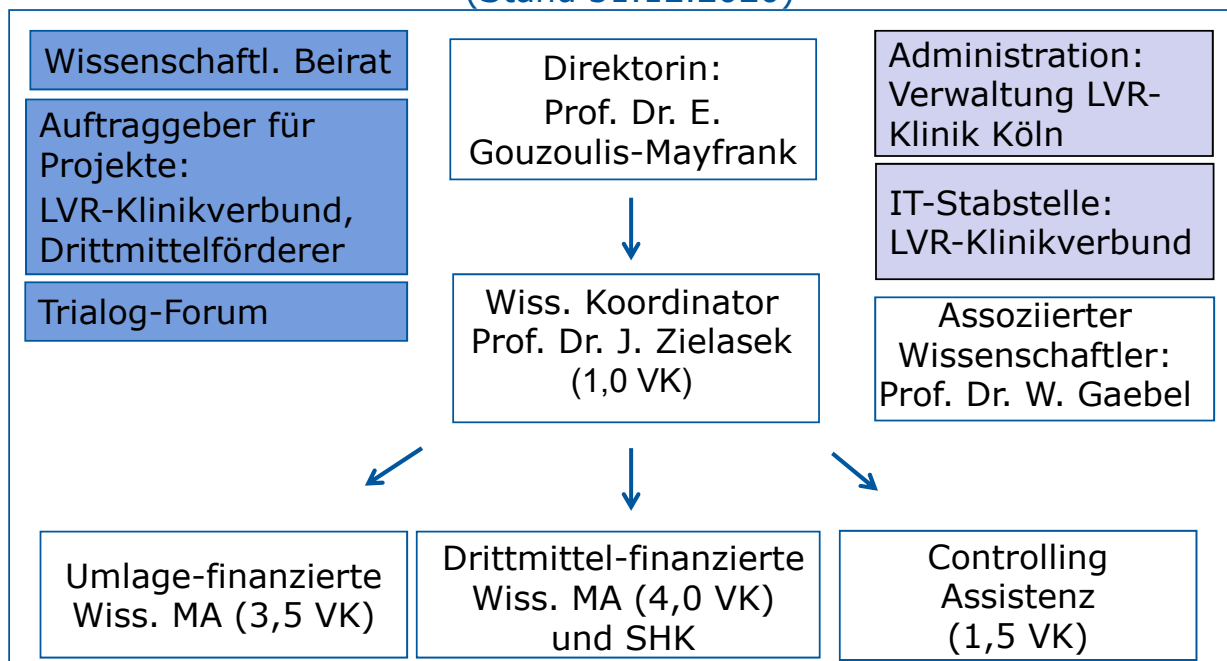 Wissenschaftl. Beirat
Auftraggeber für
Projekte:
LVR-Klinikverbund,
Drittmittelförderer
Trialog-Forum
Direktorin:
Prof. Dr. E.
Gouzoulis-Mayfrank
Administration:
Verwaltung LVR-
Klinik Köln
IT-Stabstelle:
LVR-Klinikverbund
Wiss. Koordinator
Prof. Dr. J. Zielasek
(1,0 VK)
Assoziierter
Wissenschaftler:
Prof. Dr. W. Gaebel
Umlage-finanzierte
Wiss. MA (3,5 VK)
Drittmittel-finanzierte
Wiss. MA (4,0 VK)
und SHK
Controlling
Assistenz
(1,5 VK)